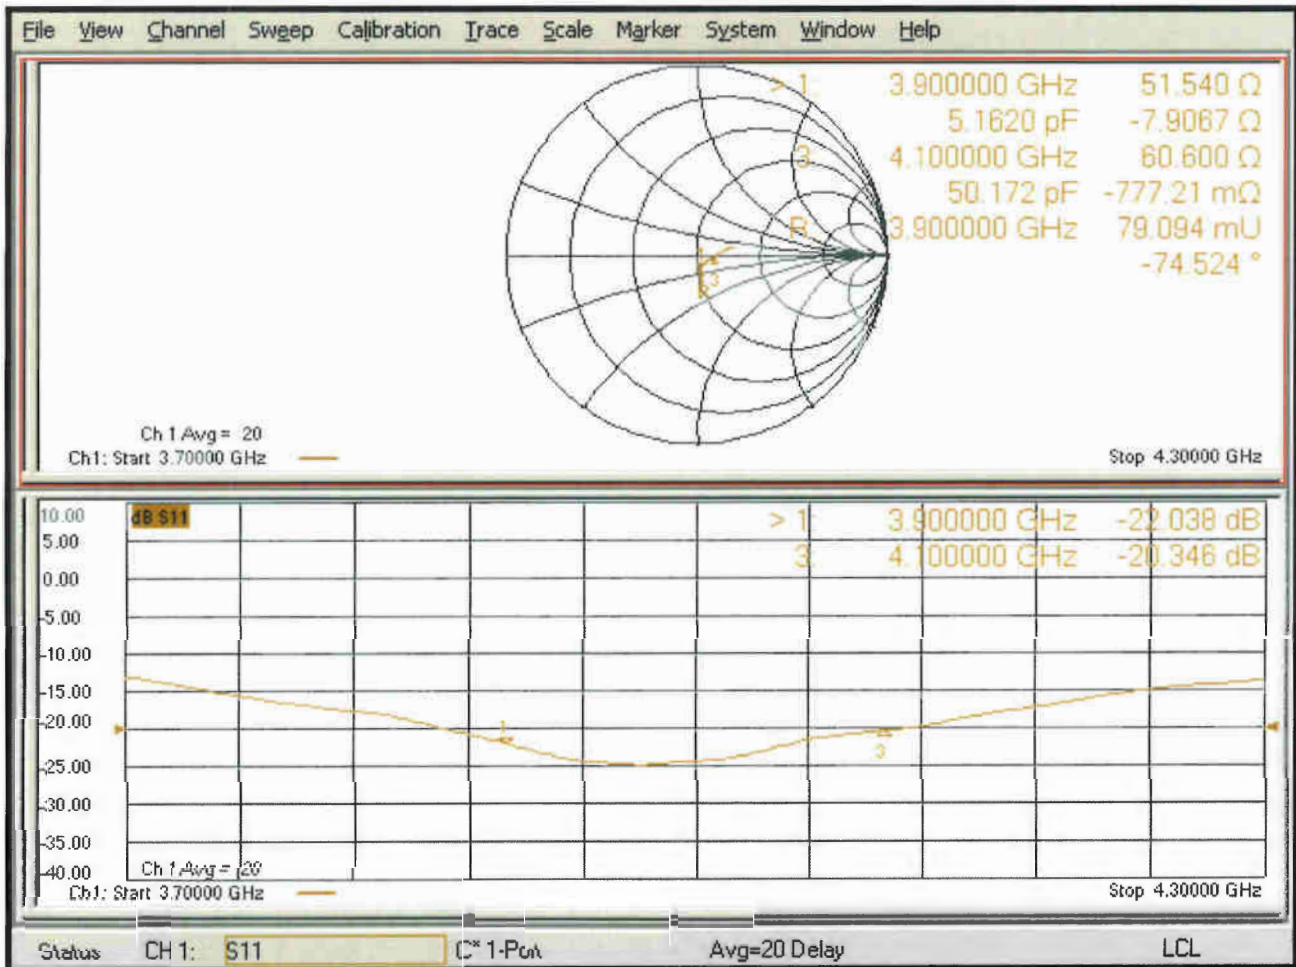 File View Channel Sweep Calibration Trace Scale Marker System Window Help
> 1: 3.900000 GHz 51.540 Ω
5.1620 pF -7.9067 Ω
3: 4.100000 GHz 60.600 Ω
50.172 pF -777.21 mΩ
R: 3.900000 GHz 79.094 mU
-74.524 °
3
Ch 1 Avg = 20
Ch1: Start 3.70000 GHz
Stop 4.30000 GHz
10.00 dB S11 > 1: 3.900000 GHz -22.038 dB
5.00 3: 4.100000 GHz -20.346 dB
0.00
-5.00
-10.00
-15.00
-20.00
1
3
-25.00
-30.00
-35.00
-40.00
Ch 1 Avg = 20
Ch1: Start 3.70000 GHz
Stop 4.30000 GHz
Status CH 1: S11 C* 1-Port Avg=20 Delay LCL